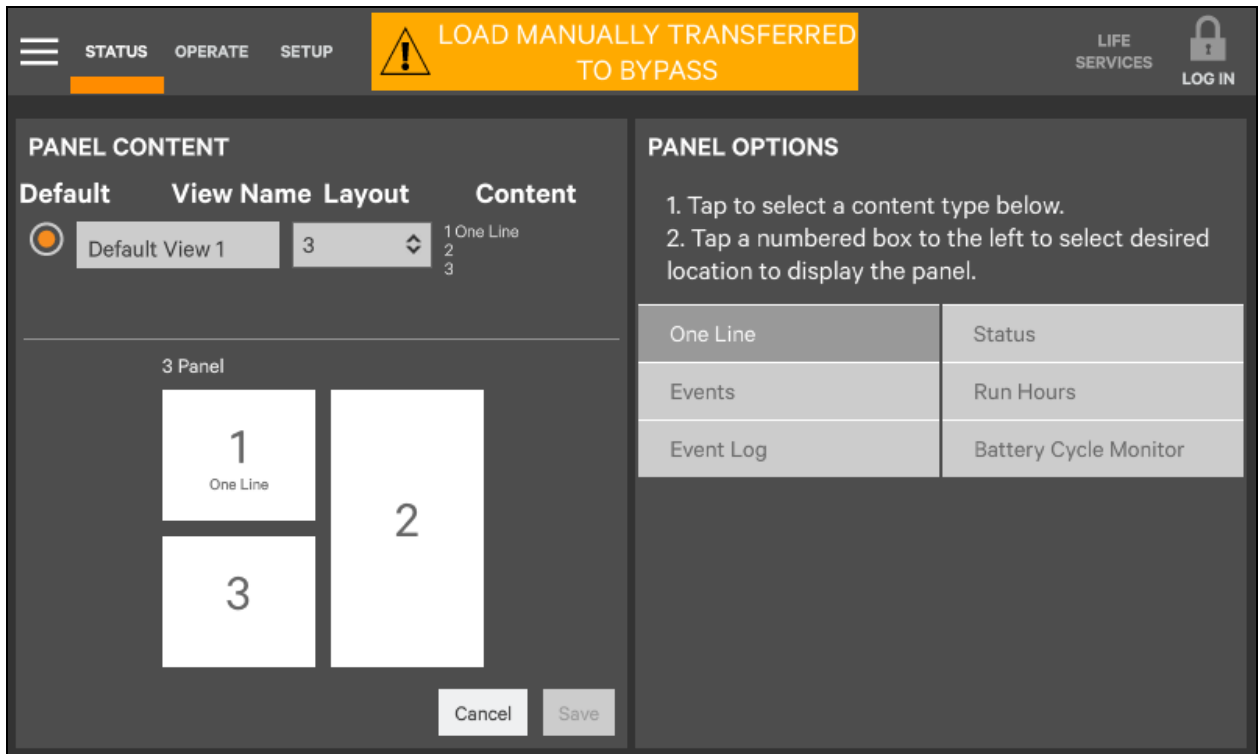 STATUS OPERATE SETUP
LOAD MANUALLY TRANSFERRED
TO BYPASS
LIFE
SERVICES
LOG IN
PANEL CONTENT
Default View Name Layout Content
Default View 1 3
1 One Line
2
3
3 Panel
1
One Line
2
3
Cancel Save
PANEL OPTIONS
1. Tap to select a content type below.
2. Tap a numbered box to the left to select desired
location to display the panel.
One Line Status
Events Run Hours
Event Log Battery Cycle Monitor